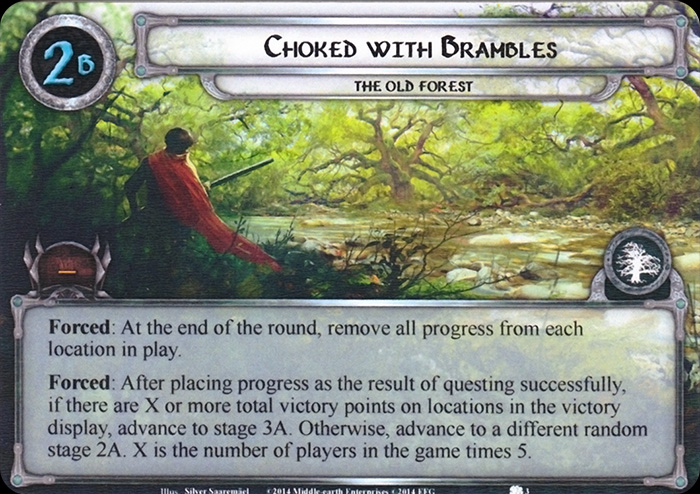 2B
CHOKED WITH BRAMBLES
THE OLD FOREST
–
Forced: At the end of the round, remove all progress from each
location in play.
Forced: After placing progress as the result of questing successfully,
if there are X or more total victory points on locations in the victory
display, advance to stage 3A. Otherwise, advance to a different random
stage 2A. X is the number of players in the game times 5.
Illus. Silver Saaremäel ©2014 Middle-earth Enterprises ©2014 FFG 3